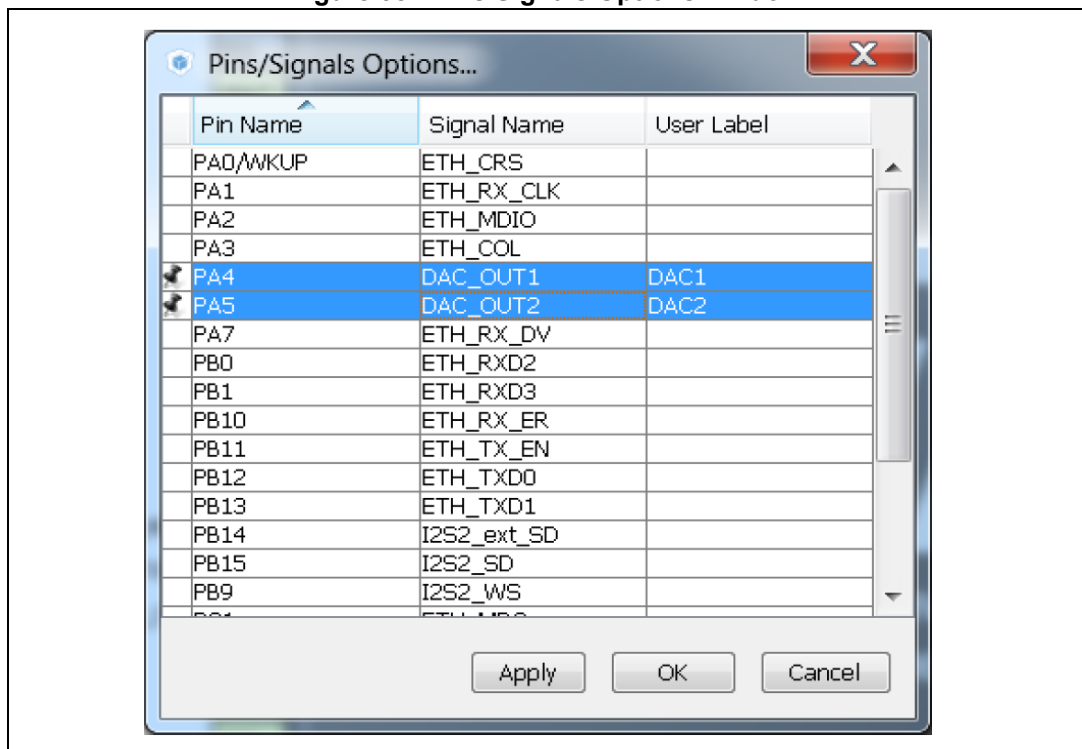 Pins/Signals Options...
Pin Name Signal Name User Label
PA0/WKUP ETH_CRS
PA1 ETH_RX_CLK
PA2 ETH_MDIO
PA3 ETH_COL
PA4 DAC_OUT1 DAC1
PA5 DAC_OUT2 DAC2
PA7 ETH_RX_DV
PB0 ETH_RXD2
PB1 ETH_RXD3
PB10 ETH_RX_ER
PB11 ETH_TX_EN
PB12 ETH_TXD0
PB13 ETH_TXD1
PB14 I2S2_ext_SD
PB15 I2S2_SD
PB9 I2S2_WS
Apply OK Cancel